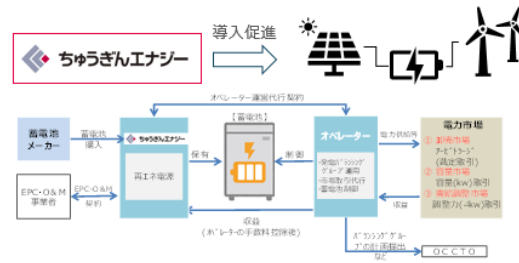 ちゅうぎんエナジー
導入促進
オペレーター運営代行契約
【蓄電池】
蓄電池
メーカー
蓄電池
購入
ちゅうぎんエナジー
再エネ電源
保有
制御
オペレーター
・発電バランシング
グループ運用
・市場取引代行
・蓄電池制御
電力供給等
収益
電力市場
① 卸売市場
アービトラージ
(裁定取引)
② 容量市場
容量(kw)取引
③ 需給調整市場
調整力(⊿kw)取引
EPC・O&M
事業者
EPC・O&M
契約
収益
(オペレーターの手数料控除後)
バランシンググルー
プの計画提出
など
OCCTO